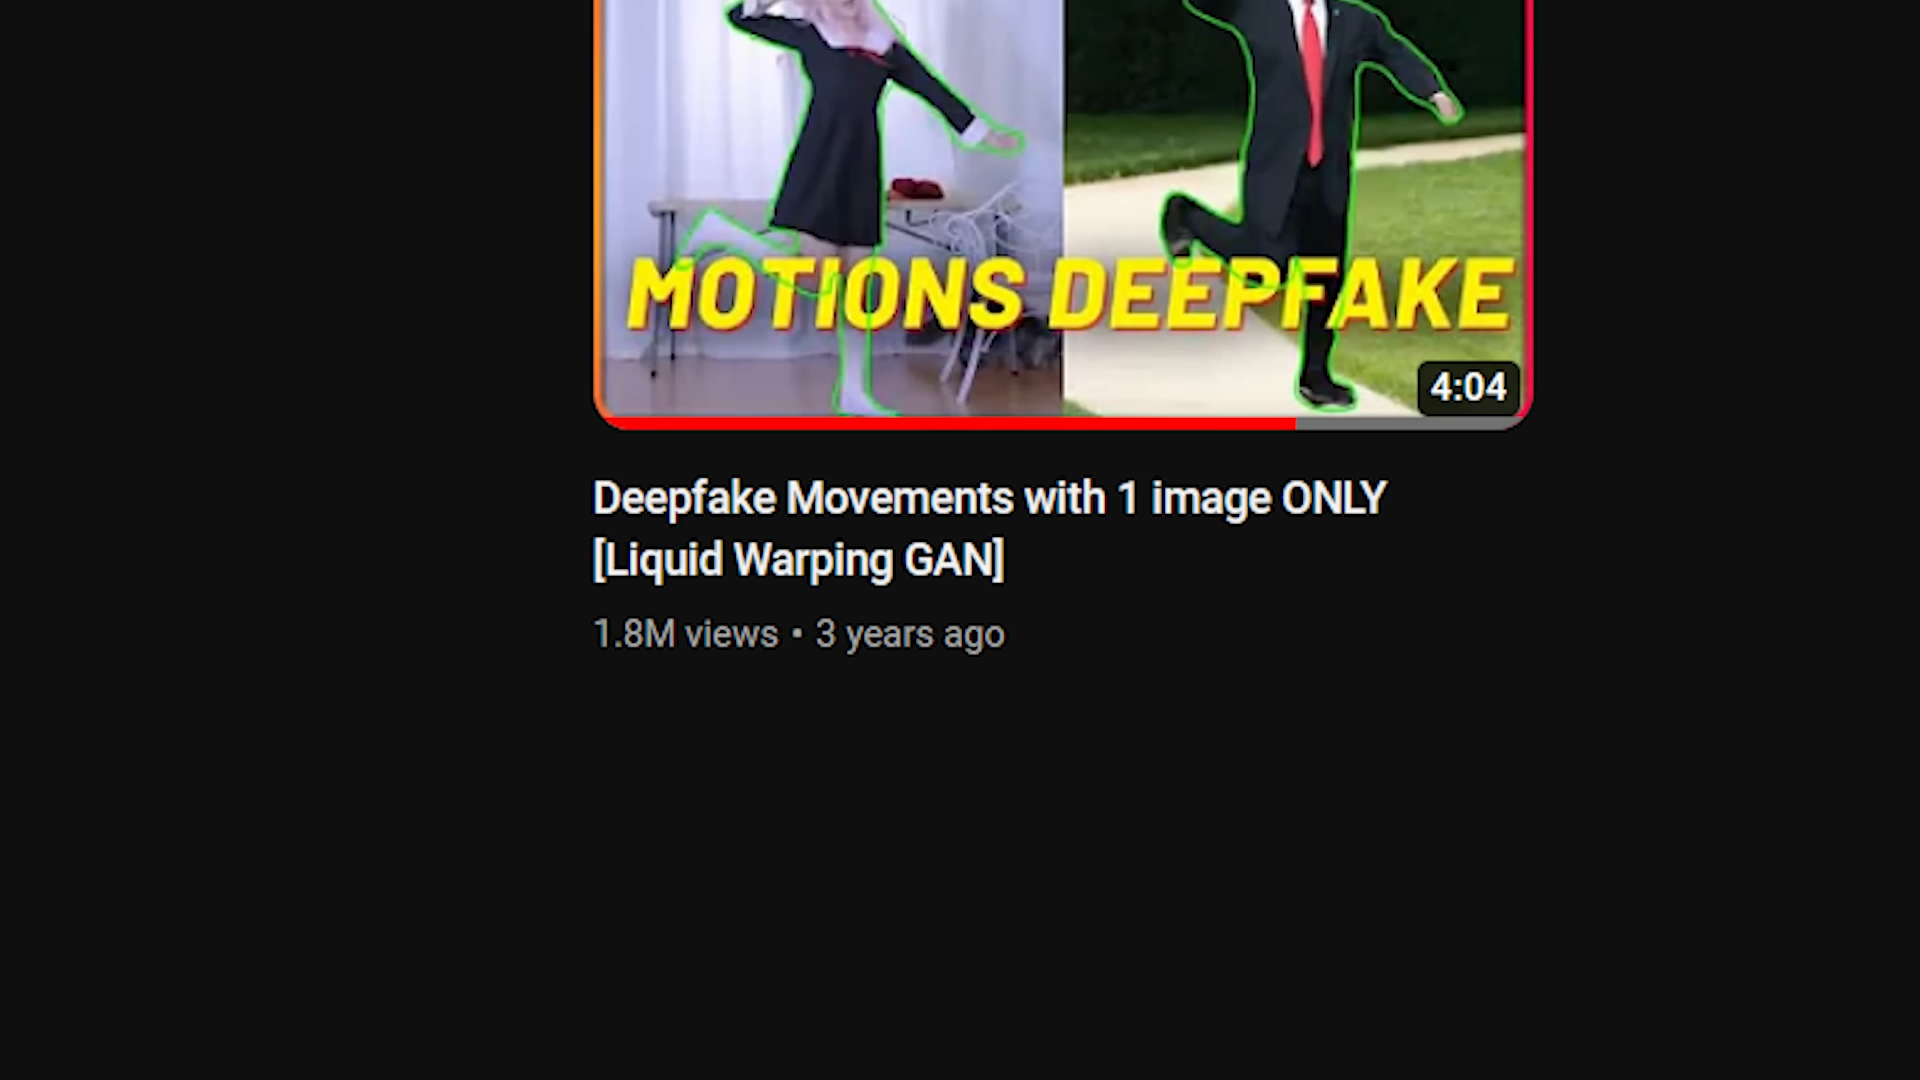 MOTIONS DEEPFAKE
4:04
Deepfake Movements with 1 image ONLY
[Liquid Warping GAN]
1.8M views • 3 years ago